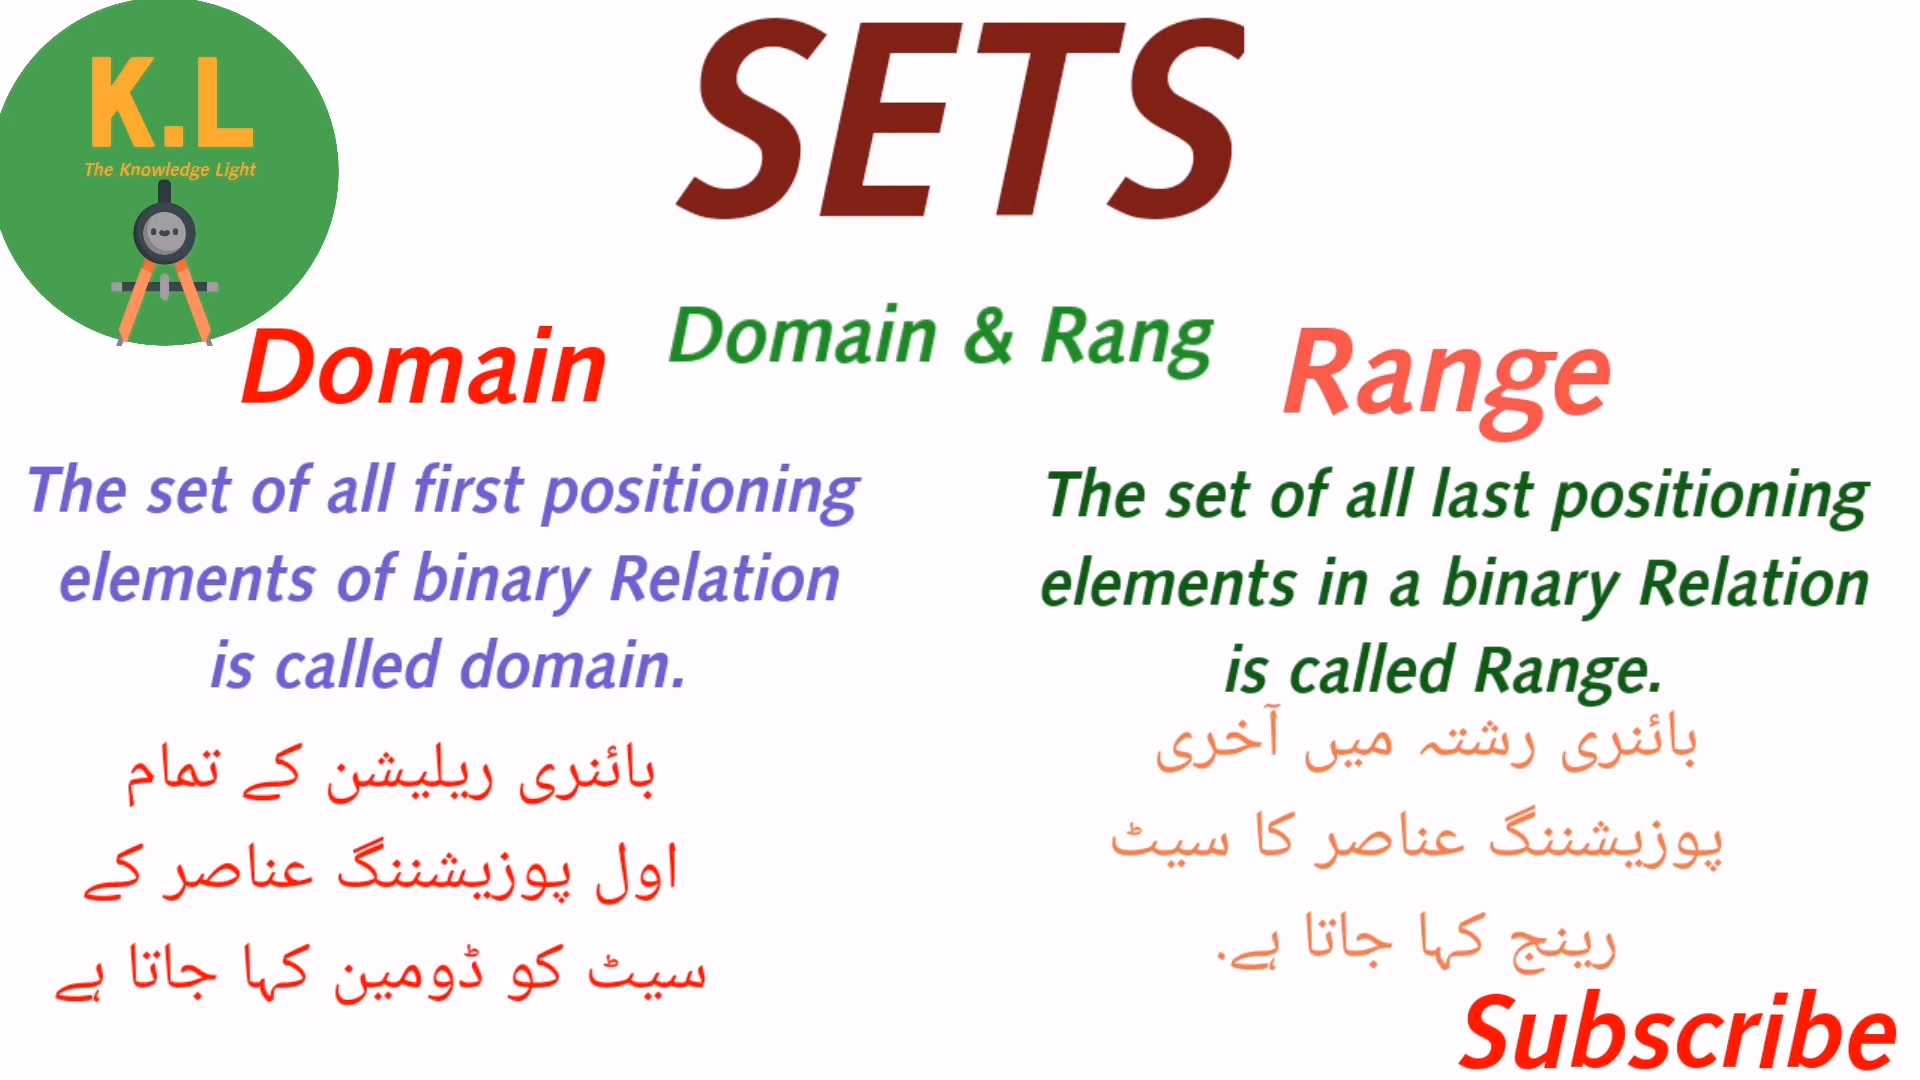 K.L
The Knowledge Light
SETS
Domain & Rang
Domain
The set of all first positioning
elements of binary Relation
is called domain.
بائنری ریلیشن کے تمام
اول پوزیشننگ عناصر کے
سیٹ کو ڈومین کہا جاتا ہے
Range
The set of all last positioning
elements in a binary Relation
is called Range.
بائنری رشتہ میں آخری
پوزیشننگ عناصر کا سیٹ
رینج کہا جاتا ہے.
Subscribe